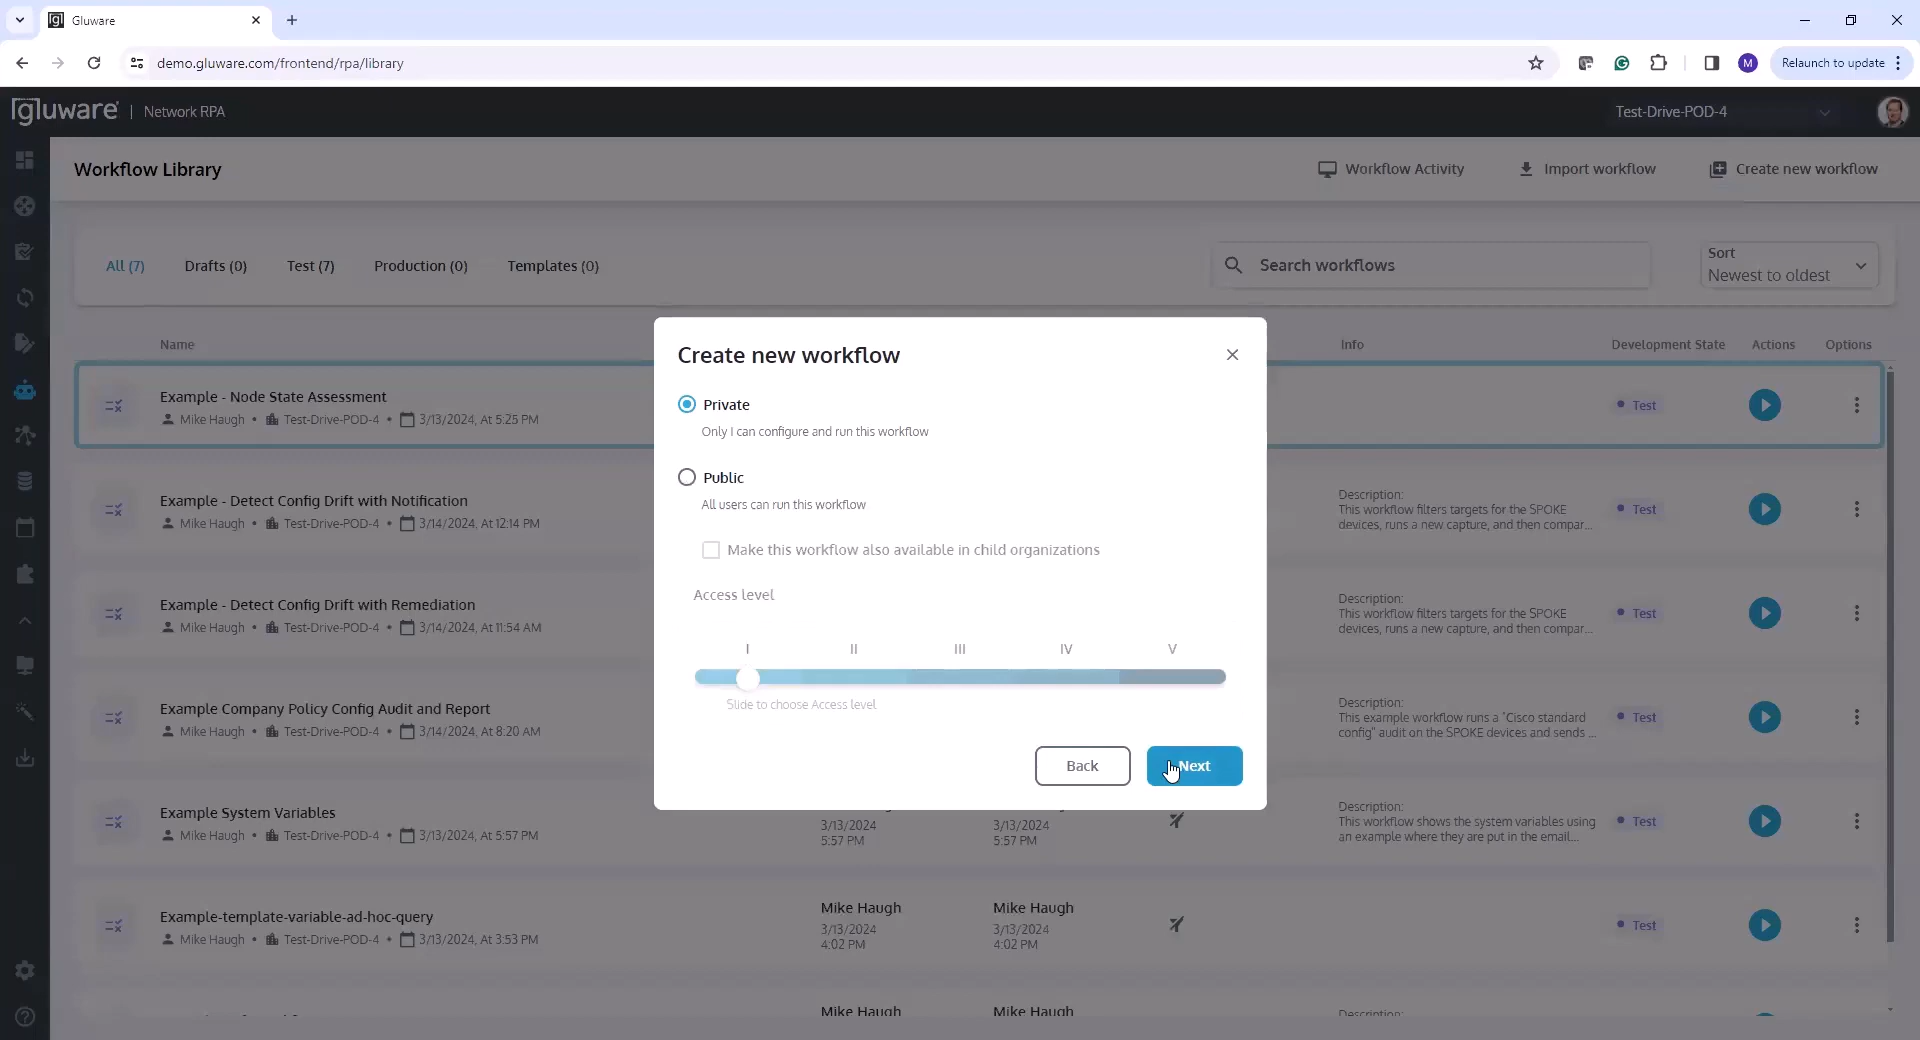 Gluware
demo.gluware.com/frontend/rpa/library
M
Relaunch to update
gluware
Network RPA
Test-Drive-POD-4
Workflow Library
Workflow Activity
Import workflow
Create new workflow
All (7)
Drafts (0)
Test (7)
Production (0)
Templates (0)
Search workflows
Sort
Newest to oldest
Name
Info
Development State
Actions
Options
Example - Node State Assessment
Mike Haugh • Test-Drive-POD-4 • 3/13/2024, At 5:25 PM
Test
Example - Detect Config Drift with Notification
Mike Haugh • Test-Drive-POD-4 • 3/14/2024, At 12:14 PM
Description:
This workflow filters targets for the SPOKE
devices, runs a new capture, and then compar...
Test
Example - Detect Config Drift with Remediation
Mike Haugh • Test-Drive-POD-4 • 3/14/2024, At 11:54 AM
Description:
This workflow filters targets for the SPOKE
devices, runs a new capture, and then compar...
Test
Example Company Policy Config Audit and Report
Mike Haugh • Test-Drive-POD-4 • 3/14/2024, At 8:20 AM
Description:
This example workflow runs a "Cisco standard
config" audit on the SPOKE devices and sends ...
Test
Example System Variables
Mike Haugh • Test-Drive-POD-4 • 3/13/2024, At 5:57 PM
3/13/2024
5:57 PM
3/13/2024
5:57 PM
Description:
This workflow shows the system variables using
an example where they are put in the email...
Test
Example-template-variable-ad-hoc-query
Mike Haugh • Test-Drive-POD-4 • 3/13/2024, At 3:53 PM
Mike Haugh
3/13/2024
4:02 PM
Mike Haugh
3/13/2024
4:02 PM
Test
Mike Haugh
Mike Haugh
Description:
Create new workflow
Private
Only I can configure and run this workflow
Public
All users can run this workflow
Make this workflow also available in child organizations
Access level
I
II
III
IV
V
Slide to choose Access level
Back
Next